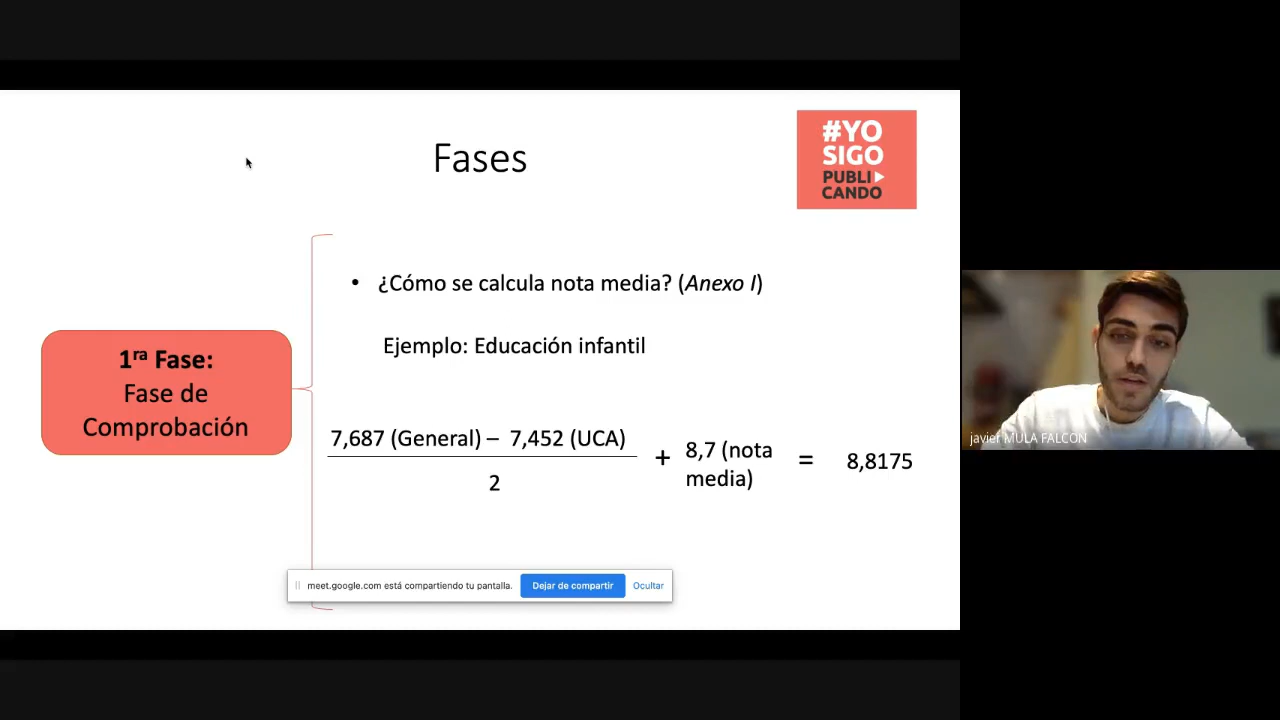 Fases
#YO
SIGO
PUBLI
CANDO
• ¿Cómo se calcula nota media? (Anexo I)
Ejemplo: Educación infantil
1ra Fase:
Fase de
Comprobación
7,687 (General) – 7,452 (UCA)
2
+
8,7 (nota
media)
=
8,8175
meet.google.com está compartiendo tu pantalla. Dejar de compartir Ocultar
javier MULA FALCON